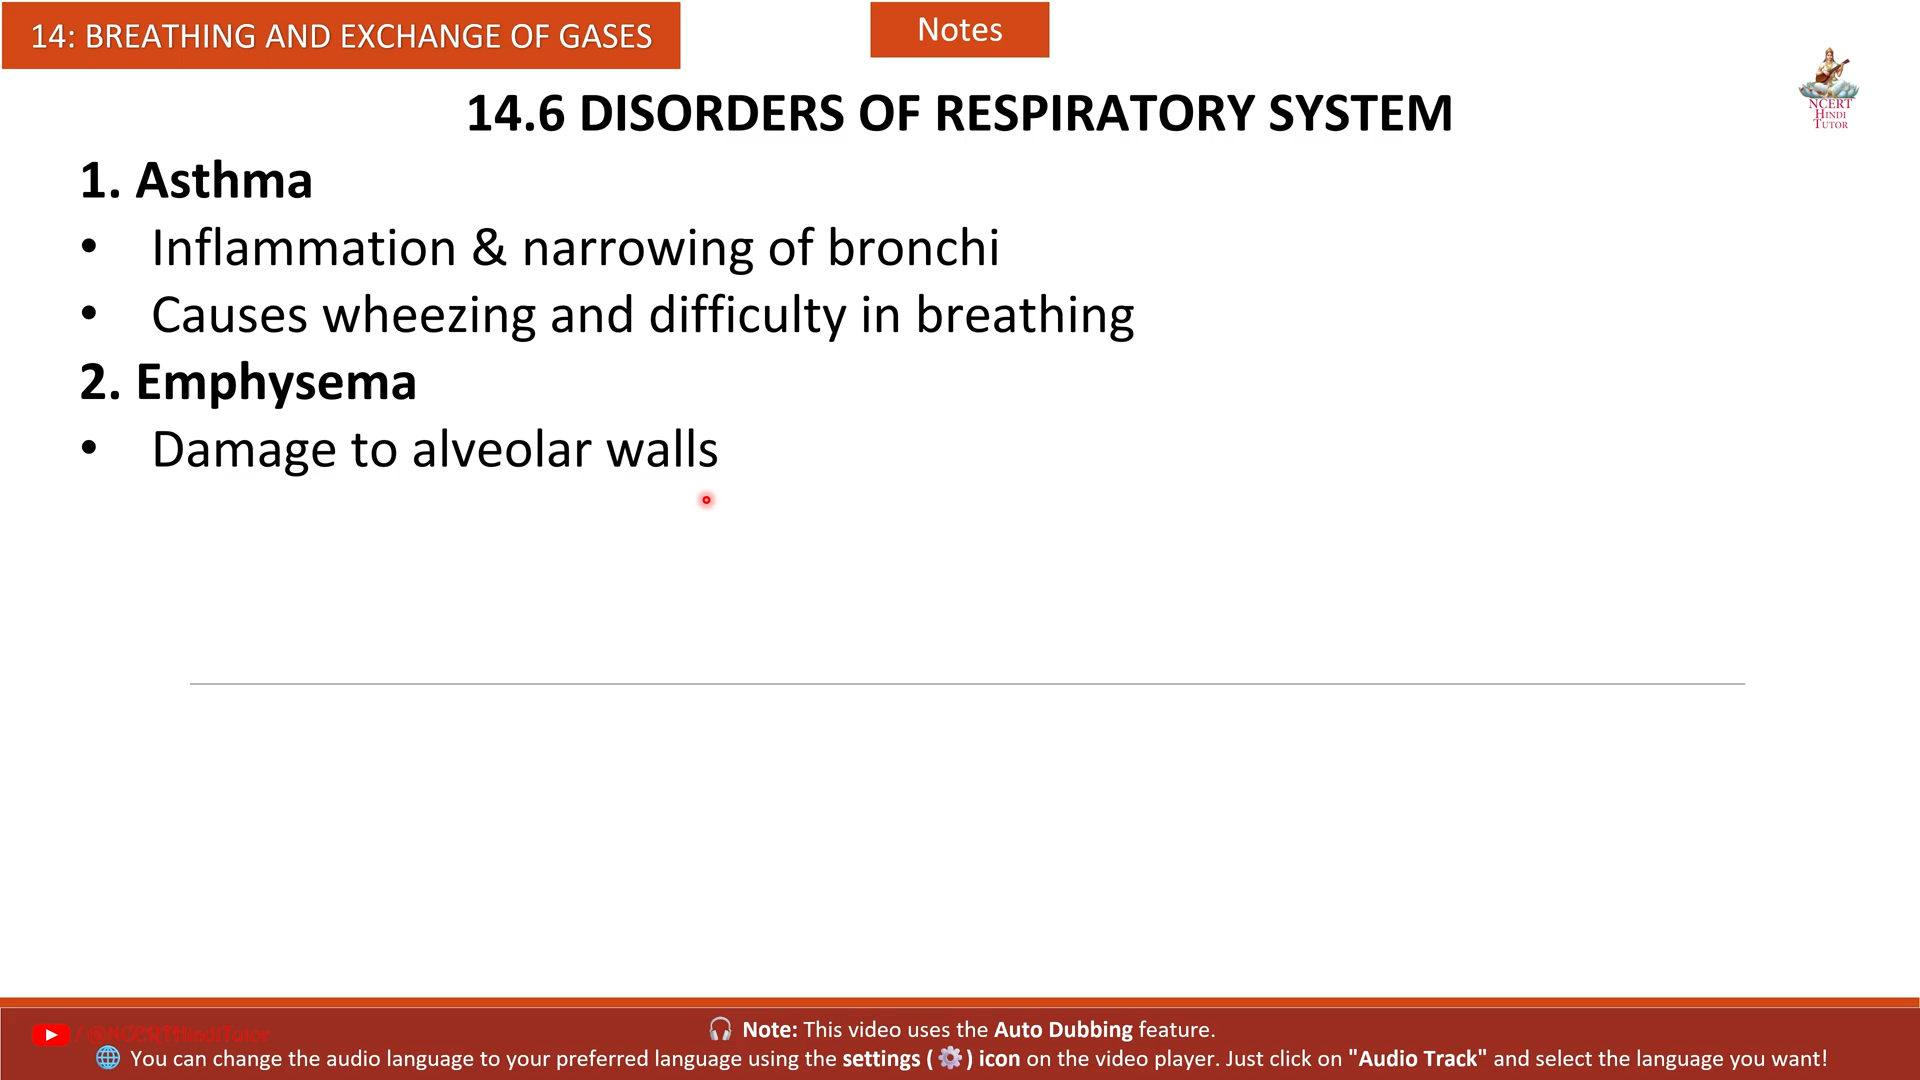 14: BREATHING AND EXCHANGE OF GASES
Notes
NCERT
HINDI
TUTOR
14.6 DISORDERS OF RESPIRATORY SYSTEM
1. Asthma
• Inflammation & narrowing of bronchi
• Causes wheezing and difficulty in breathing
2. Emphysema
• Damage to alveolar walls
/ @NCERTHindiTutor
🎧 Note: This video uses the Auto Dubbing feature.
🌐 You can change the audio language to your preferred language using the settings ( ⚙️ ) icon on the video player. Just click on "Audio Track" and select the language you want!